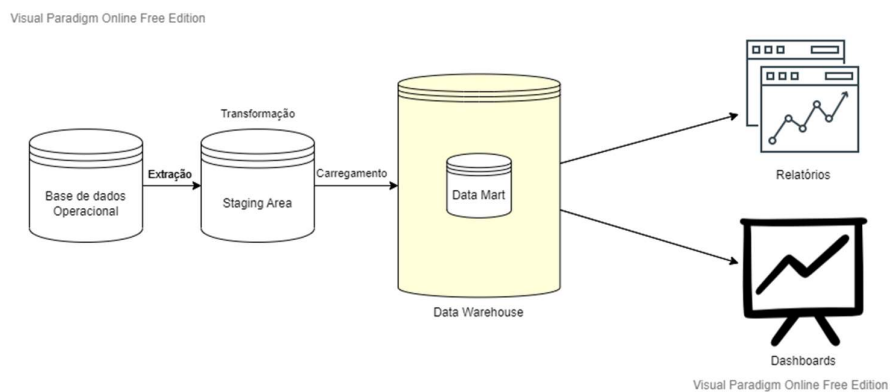 Visual Paradigm Online Free Edition
Transformação
Base de dados
Operacional
Extração
Staging Area
Carregamento
Data Mart
Data Warehouse
Relatórios
Dashboards
Visual Paradigm Online Free Edition